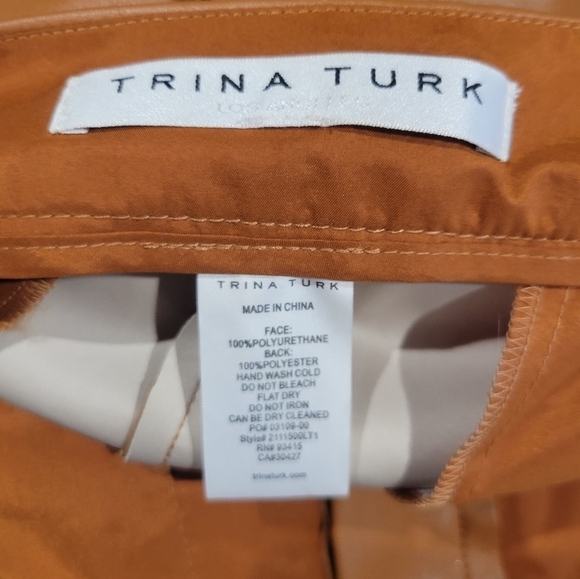 TRINA TURK
LOS ANGELES
TRINA TURK
MADE IN CHINA
FACE:
100%POLYURETHANE
BACK:
100%POLYESTER
HAND WASH COLD
DO NOT BLEACH
FLAT DRY
DO NOT IRON
CAN BE DRY CLEANED
PO# 03109-00
Style# 2111500LT1
RN# 93415
CA#30427
trinaturk.com